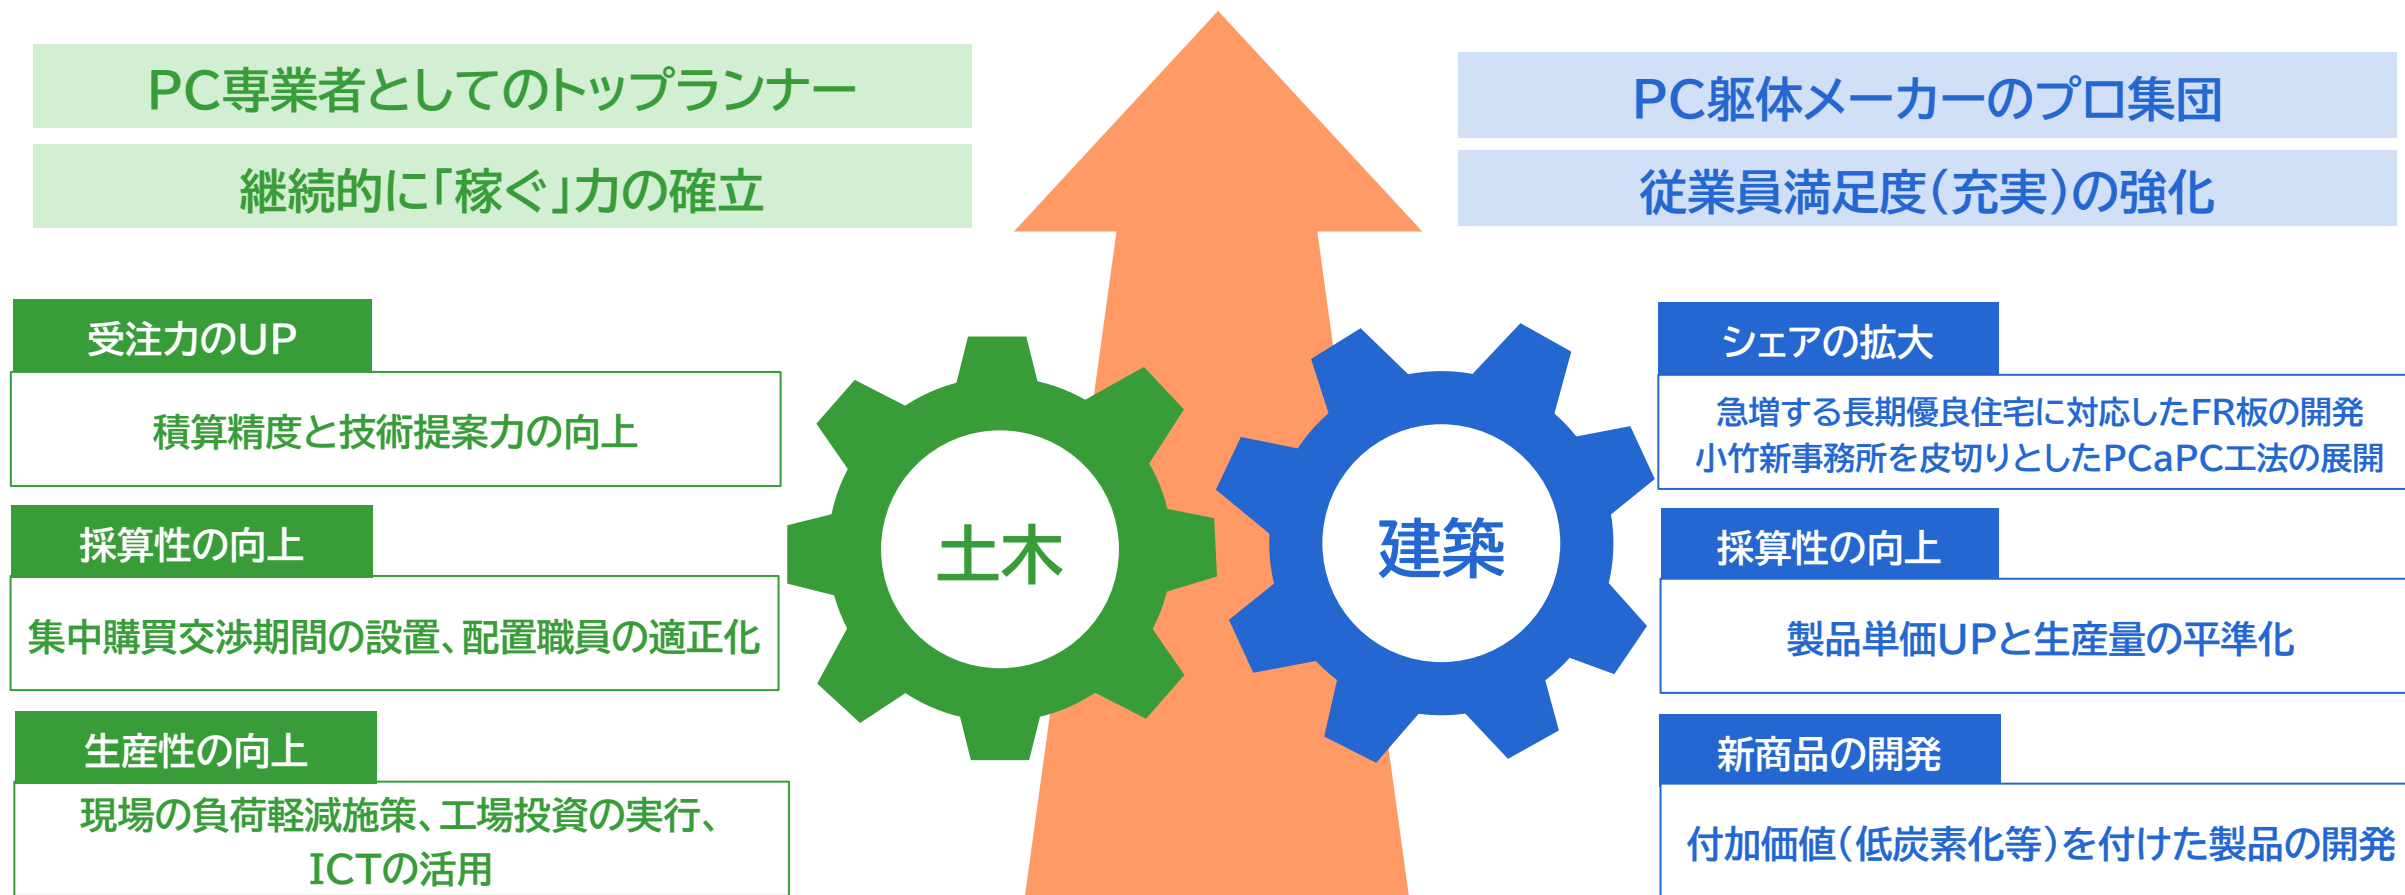 PC専業者としてのトップランナー
継続的に「稼ぐ」力の確立
PC躯体メーカーのプロ集団
従業員満足度(充実)の強化
受注力のUP
積算精度と技術提案力の向上
採算性の向上
集中購買交渉期間の設置、配置職員の適正化
生産性の向上
現場の負荷軽減施策、工場投資の実行、
ICTの活用
土木
建築
シェアの拡大
急増する長期優良住宅に対応したFR板の開発
小竹新事務所を皮切りとしたPCaPC工法の展開
採算性の向上
製品単価UPと生産量の平準化
新商品の開発
付加価値(低炭素化等)を付けた製品の開発